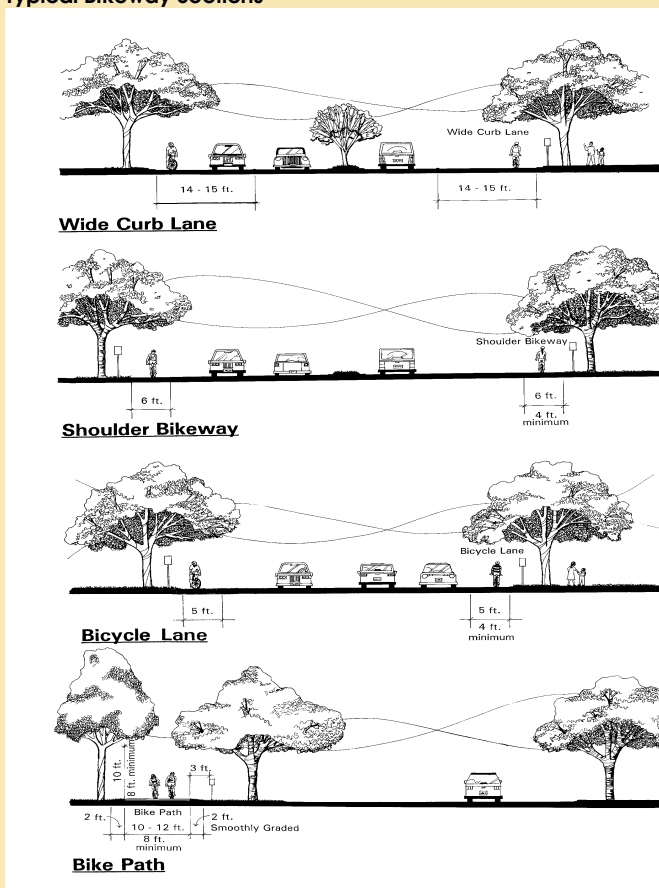 Typical Bikeway Sections
Wide Curb Lane
14 - 15 ft.
14 - 15 ft.
Wide Curb Lane
Shoulder Bikeway
6 ft.
6 ft.
4 ft.
minimum
Shoulder Bikeway
Bicycle Lane
5 ft.
5 ft.
4 ft.
minimum
Bicycle Lane
10 ft.
8 ft. minimum
3 ft.
2 ft.
Bike Path
10 - 12 ft.
8 ft.
minimum
2 ft.
Smoothly Graded
Bike Path